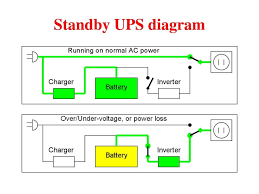 Standby UPS diagram
Running on normal AC power
Charger
Battery
Inverter
Over/Under-voltage, or power loss
Charger
Battery
Inverter